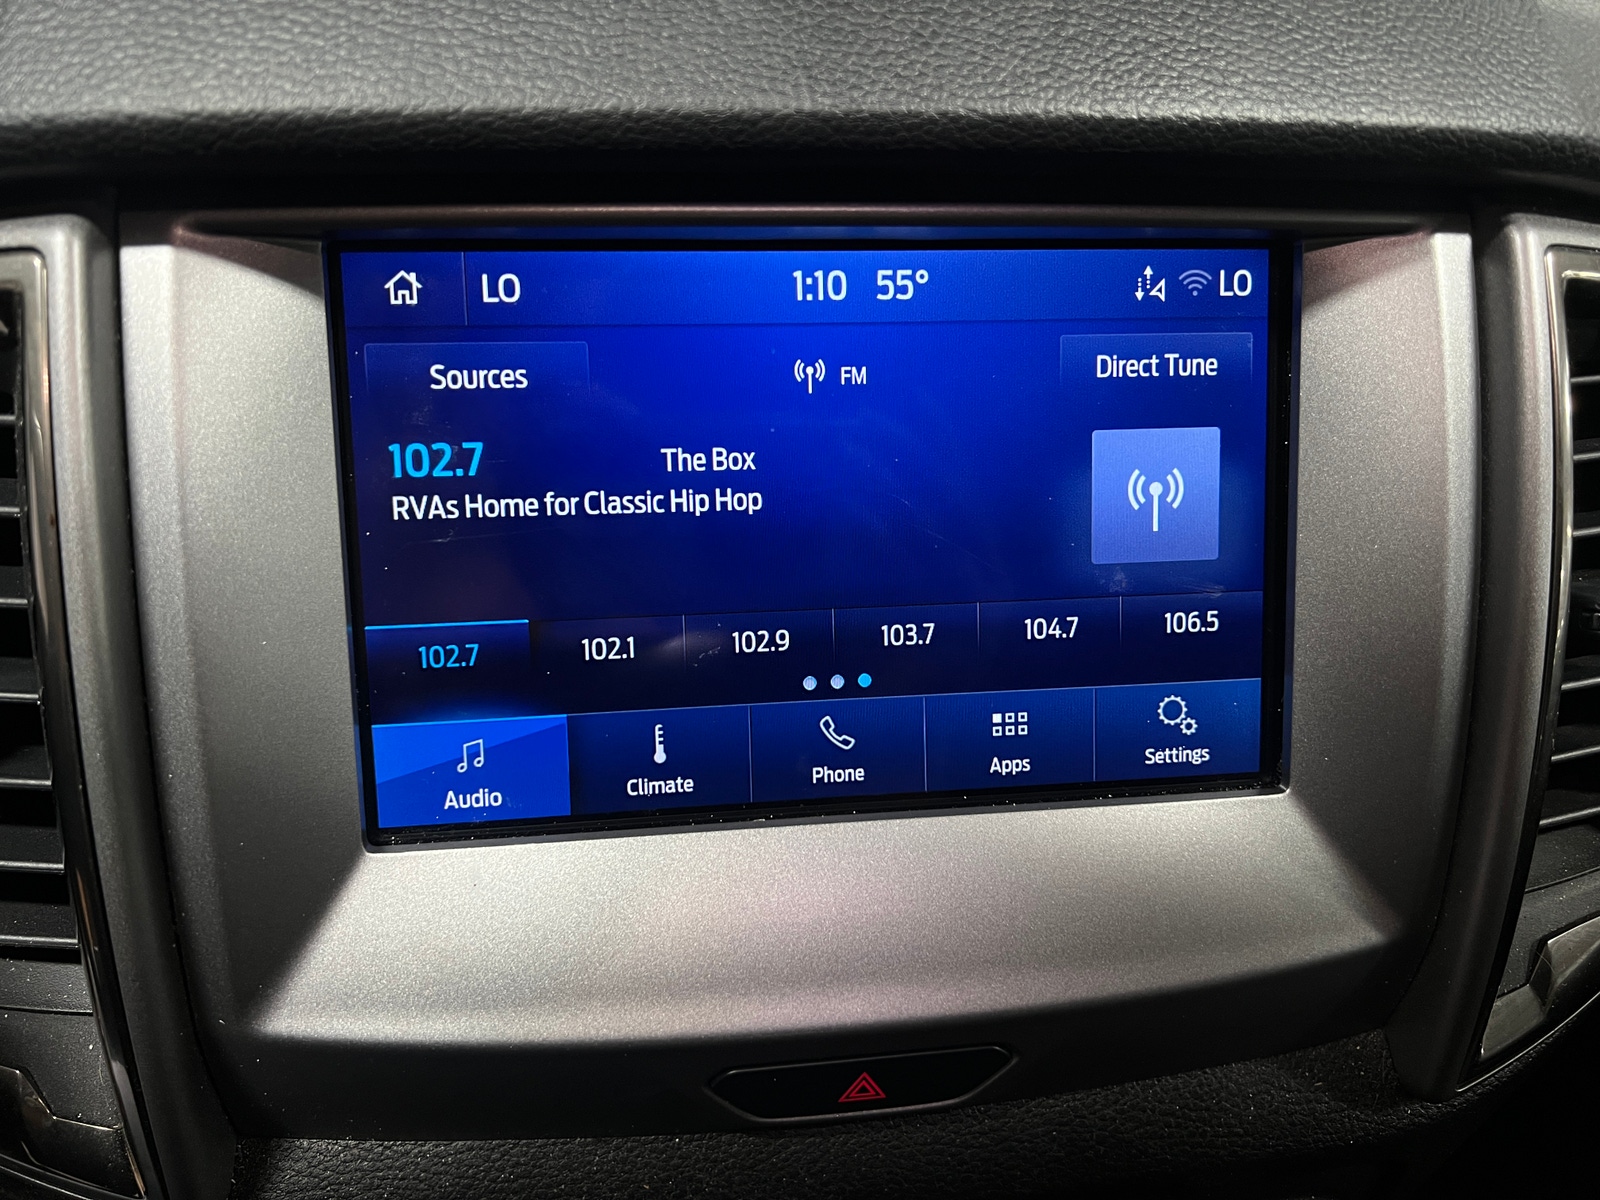 LO 1:10 55° LO
Sources FM Direct Tune
102.7 The Box
RVAs Home for Classic Hip Hop
102.7 102.1 102.9 103.7 104.7 106.5
Audio Climate Phone Apps Settings